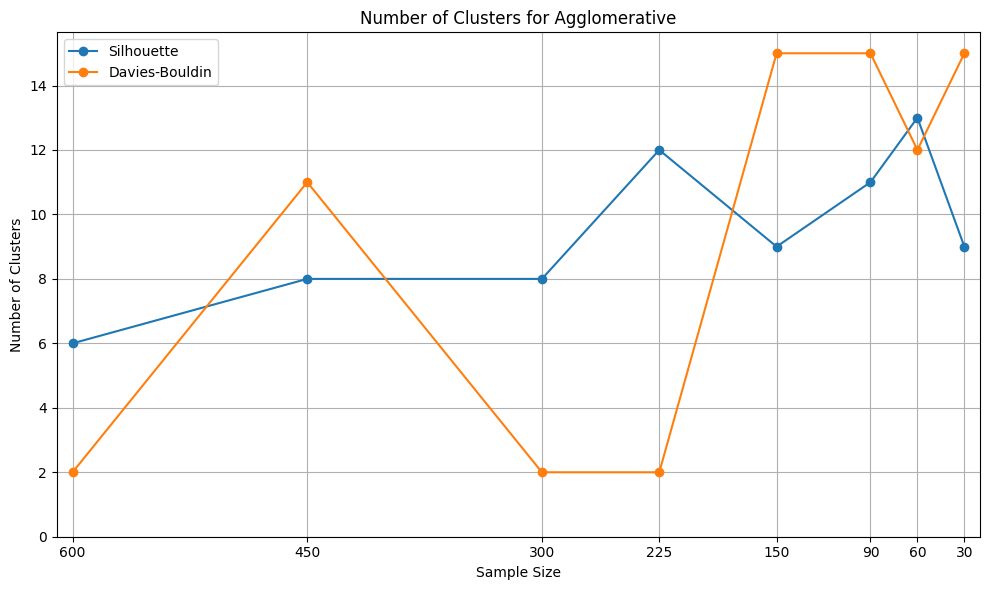 Number of Clusters for Agglomerative
Silhouette
Davies-Bouldin
Number of Clusters
14
12
10
8
6
4
2
0
600 450 300 225 150 90 60 30
Sample Size